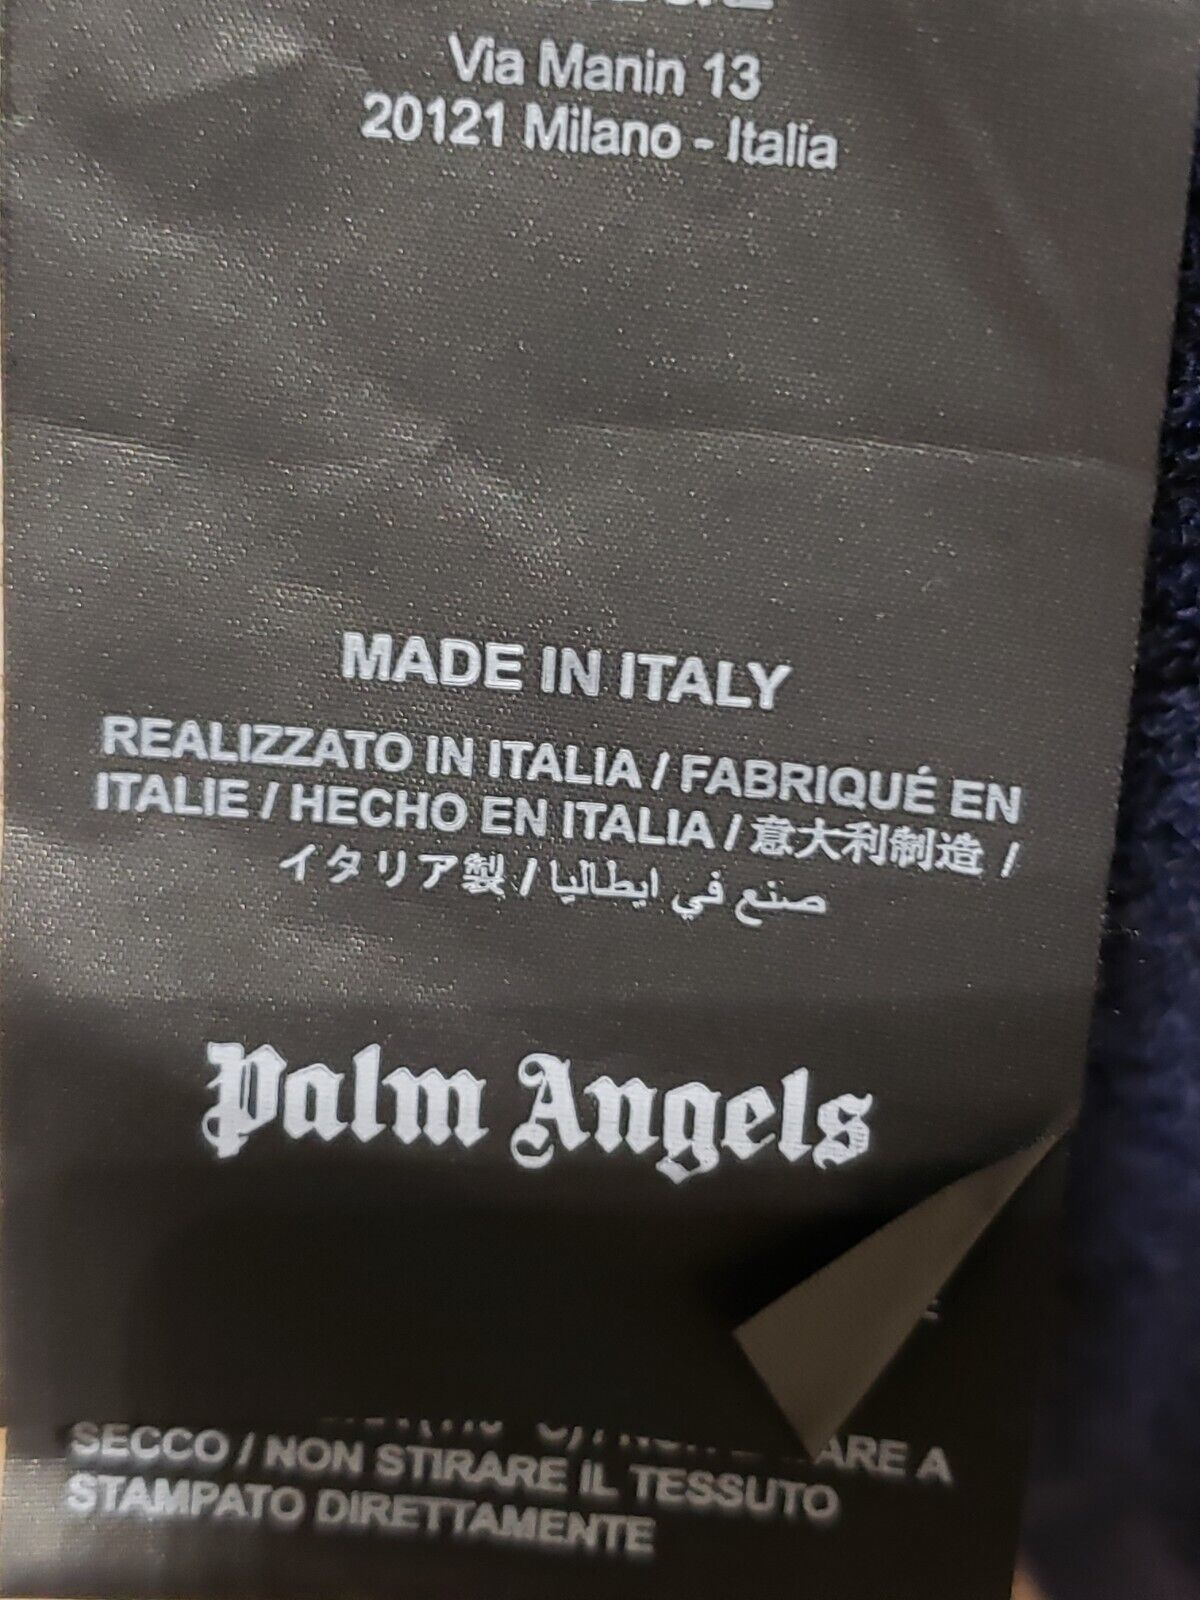 Via Manin 13
20121 Milano - Italia
MADE IN ITALY
REALIZZATO IN ITALIA / FABRIQUÉ EN
ITALIE / HECHO EN ITALIA / 意大利制造 /
イタリア製 / صنع في ايطاليا
Palm Angels
ARE A
SECCO / NON STIRARE IL TESSUTO
STAMPATO DIRETTAMENTE